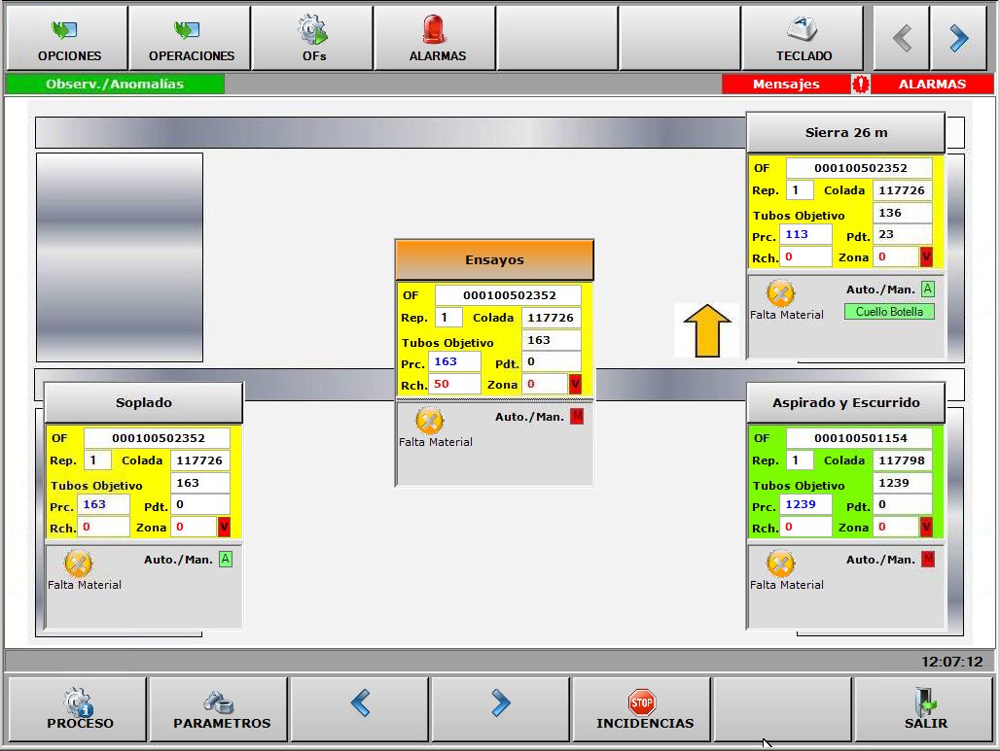 OPCIONES
OPERACIONES
OFs
ALARMAS
TECLADO
Observ./Anomalías
Mensajes
ALARMAS
Sierra 26 m
OF 000100502352
Rep. 1 Colada 117726
Tubos Objetivo 136
Prc. 113 Pdt. 23
Rch. 0 Zona 0 V
Auto./Man. A
Falta Material
Cuello Botella
Ensayos
OF 000100502352
Rep. 1 Colada 117726
Tubos Objetivo 163
Prc. 163 Pdt. 0
Rch. 50 Zona 0 V
Auto./Man. M
Falta Material
Soplado
OF 000100502352
Rep. 1 Colada 117726
Tubos Objetivo 163
Prc. 163 Pdt. 0
Rch. 0 Zona 0 V
Auto./Man. A
Falta Material
Aspirado y Escurrido
OF 000100501154
Rep. 1 Colada 117798
Tubos Objetivo 1239
Prc. 1239 Pdt. 0
Rch. 0 Zona 0 V
Auto./Man. M
Falta Material
12:07:12
PROCESO
PARAMETROS
STOP
INCIDENCIAS
SALIR